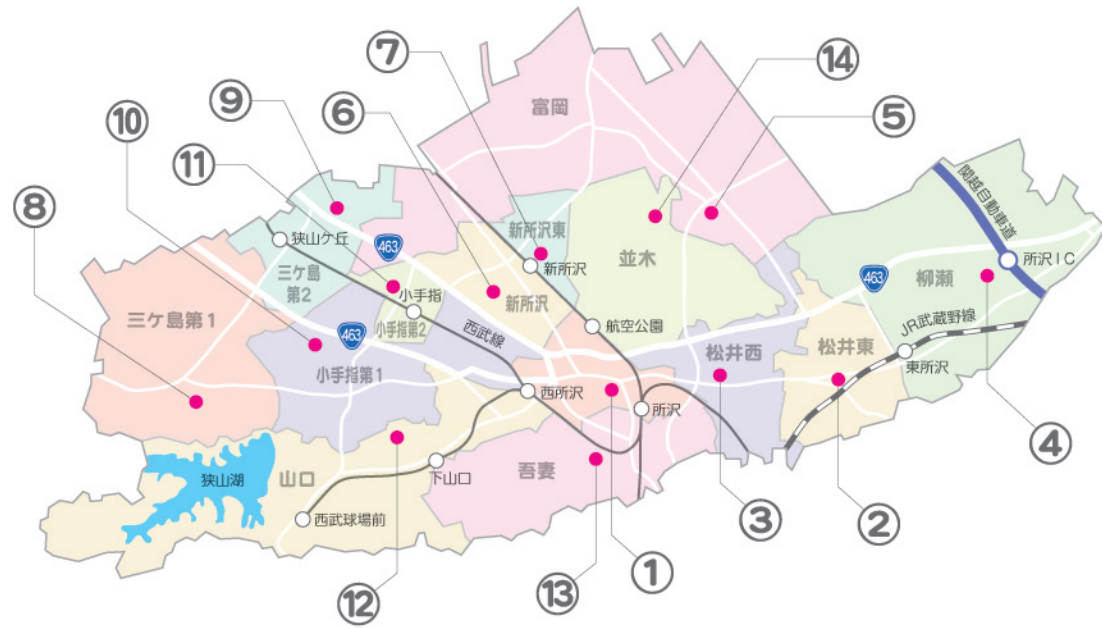 ⑦
⑭
⑨
⑥
富岡
⑤
⑩
⑪
関越自動車道
⑧
狭山ケ丘
463
新所沢東
新所沢
並木
463
所沢IC
柳瀬
三ケ島
第2
小手指
新所沢
三ケ島第1
463
小手指第2
西武線
航空公園
松井西
松井東
JR武蔵野線
東所沢
小手指第1
西所沢
所沢
④
狭山湖
山口
下山口
吾妻
西武球場前
③
②
⑫
⑬
①